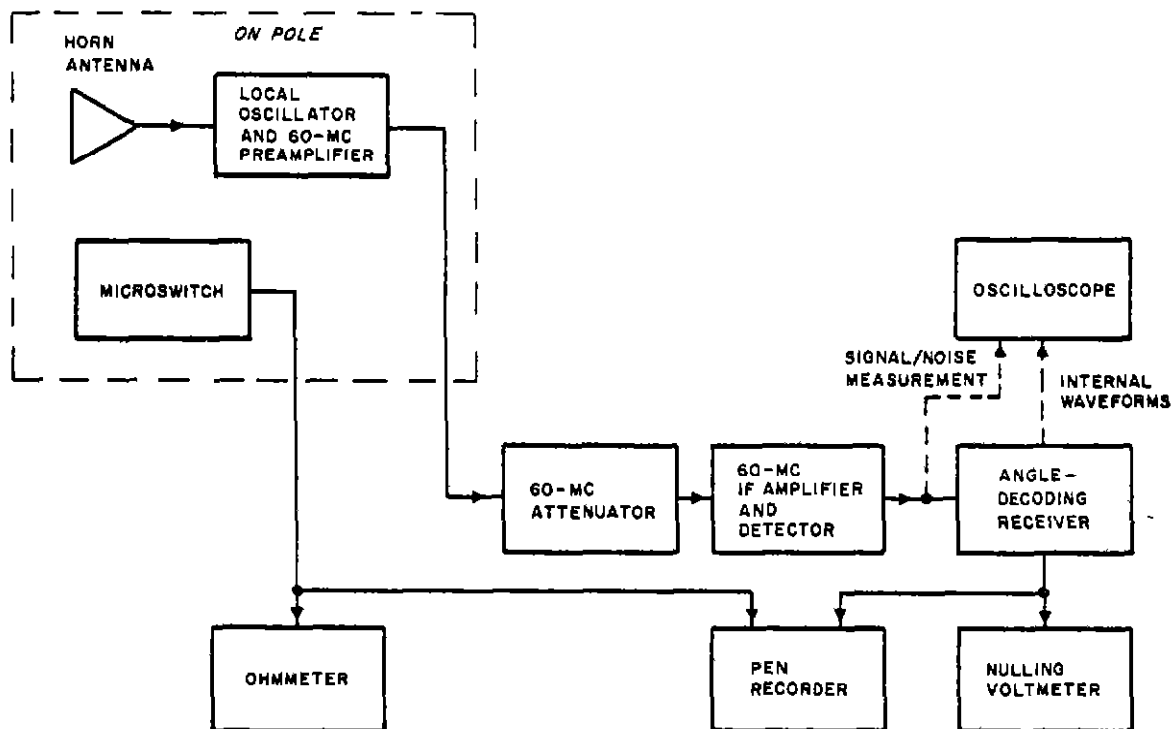 ON POLE
HORN
ANTENNA
LOCAL
OSCILLATOR
AND 60-MC
PREAMPLIFIER
MICROSWITCH
OSCILLOSCOPE
SIGNAL/NOISE
MEASUREMENT
INTERNAL
WAVEFORMS
60-MC
ATTENUATOR
60-MC
IF AMPLIFIER
AND
DETECTOR
ANGLE-
DECODING
RECEIVER
OHMMETER
PEN
RECORDER
NULLING
VOLTMETER